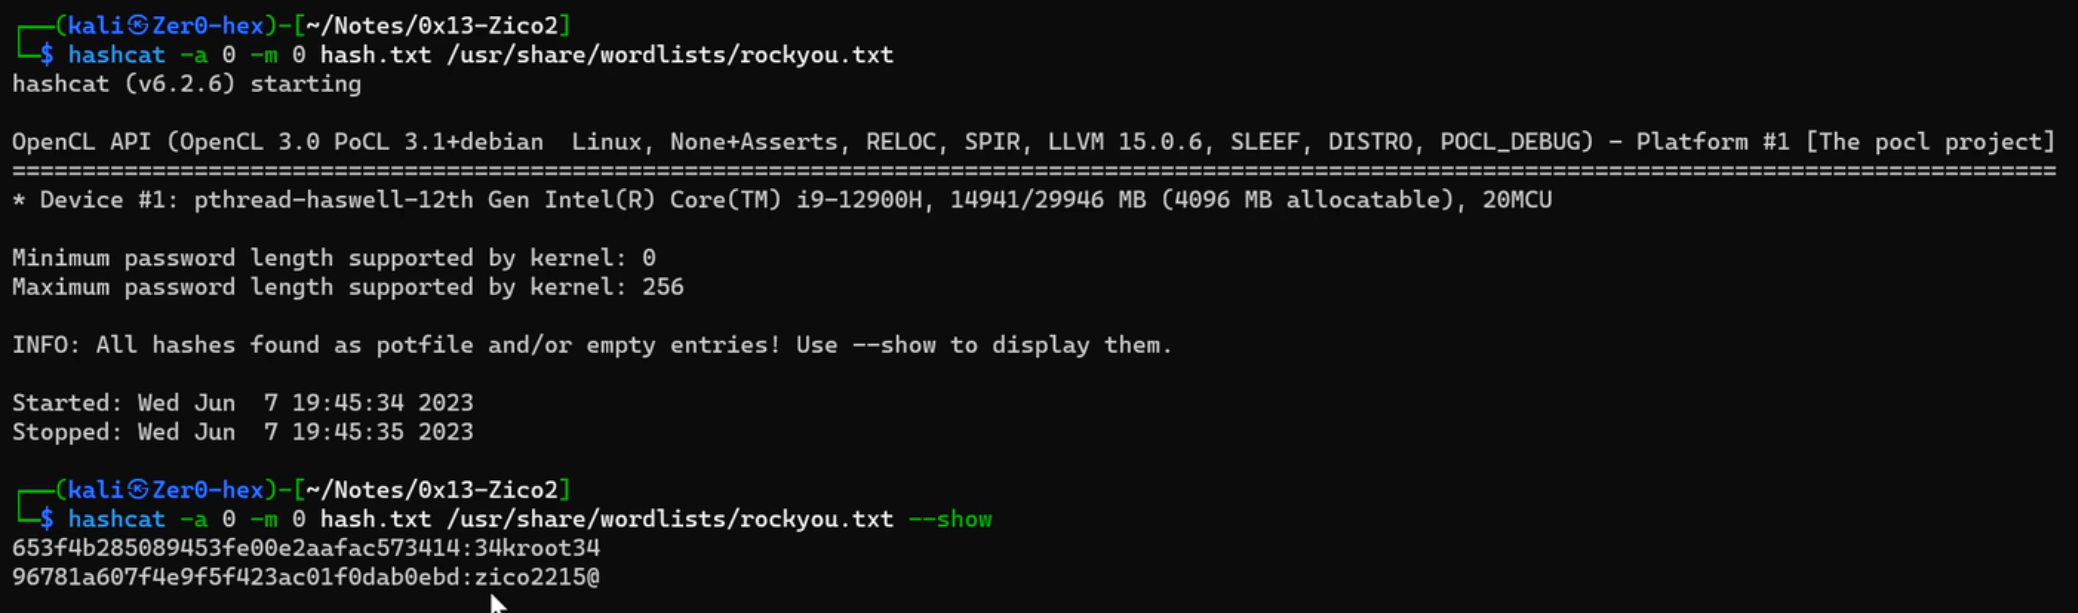 ┌──(kali㉿Zer0-hex)-[~/Notes/0x13-Zico2]
└─$ hashcat -a 0 -m 0 hash.txt /usr/share/wordlists/rockyou.txt
hashcat (v6.2.6) starting

OpenCL API (OpenCL 3.0 PoCL 3.1+debian  Linux, None+Asserts, RELOC, SPIR, LLVM 15.0.6, SLEEF, DISTRO, POCL_DEBUG) - Platform #1 [The pocl project]
==================================================================================================================================================
* Device #1: pthread-haswell-12th Gen Intel(R) Core(TM) i9-12900H, 14941/29946 MB (4096 MB allocatable), 20MCU

Minimum password length supported by kernel: 0
Maximum password length supported by kernel: 256

INFO: All hashes found as potfile and/or empty entries! Use --show to display them.

Started: Wed Jun  7 19:45:34 2023
Stopped: Wed Jun  7 19:45:35 2023

┌──(kali㉿Zer0-hex)-[~/Notes/0x13-Zico2]
└─$ hashcat -a 0 -m 0 hash.txt /usr/share/wordlists/rockyou.txt --show
653f4b285089453fe00e2aafac573414:34kroot34
96781a607f4e9f5f423ac01f0dab0ebd:zico2215@